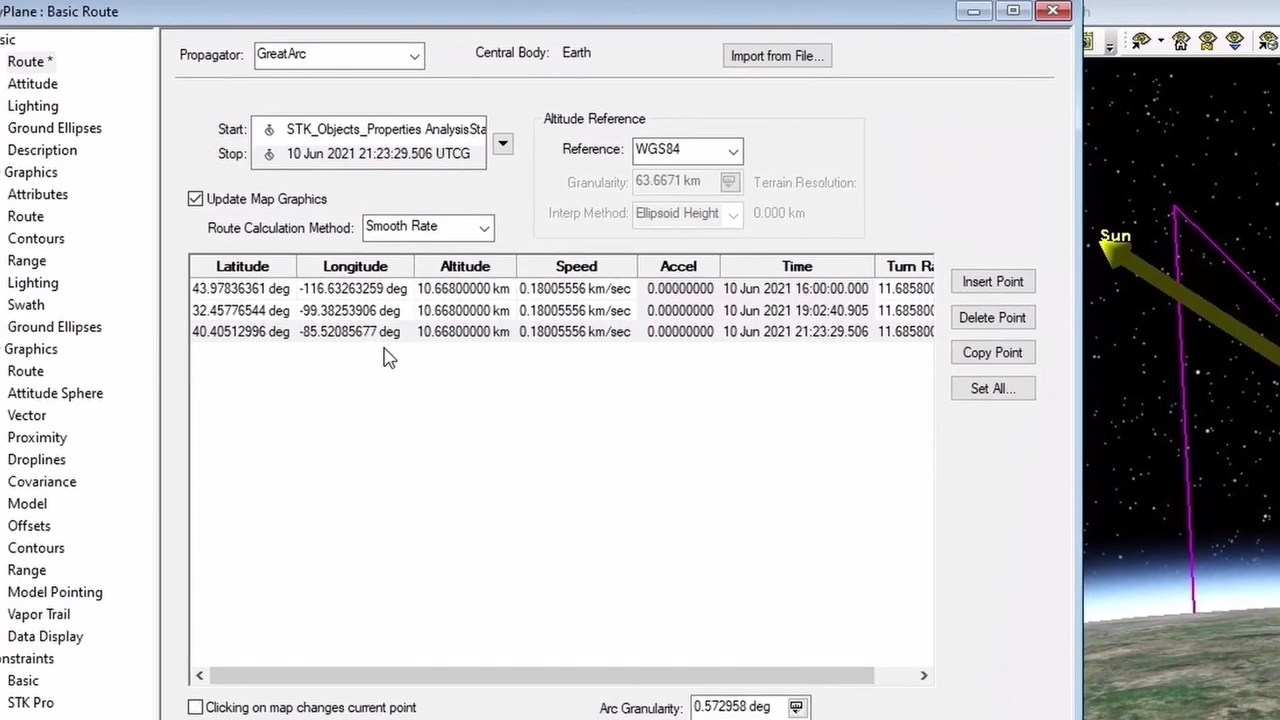 yPlane : Basic Route
sic
Route *
Attitude
Lighting
Ground Ellipses
Description
Graphics
Attributes
Route
Contours
Range
Lighting
Swath
Ground Ellipses
Graphics
Route
Attitude Sphere
Vector
Proximity
Droplines
Covariance
Model
Offsets
Contours
Range
Model Pointing
Vapor Trail
Data Display
onstraints
Basic
STK Pro
Propagator: GreatArc Central Body: Earth Import from File...
Start: STK_Objects_Properties AnalysisSta
Stop: 10 Jun 2021 21:23:29.506 UTCG
Altitude Reference
Reference: WGS84
Granularity: 63.6671 km Terrain Resolution:
Interp Method: Ellipsoid Height 0.000 km
Update Map Graphics
Route Calculation Method: Smooth Rate
Latitude Longitude Altitude Speed Accel Time Turn Ra
43.97836361 deg -116.63263259 deg 10.66800000 km 0.18005556 km/sec 0.00000000 10 Jun 2021 16:00:00.000 11.685800
32.45776544 deg -99.38253906 deg 10.66800000 km 0.18005556 km/sec 0.00000000 10 Jun 2021 19:02:40.905 11.685800
40.40512996 deg -85.52085677 deg 10.66800000 km 0.18005556 km/sec 0.00000000 10 Jun 2021 21:23:29.506 11.685800
Insert Point
Delete Point
Copy Point
Set All...
Clicking on map changes current point Arc Granularity: 0.572958 deg
Sun